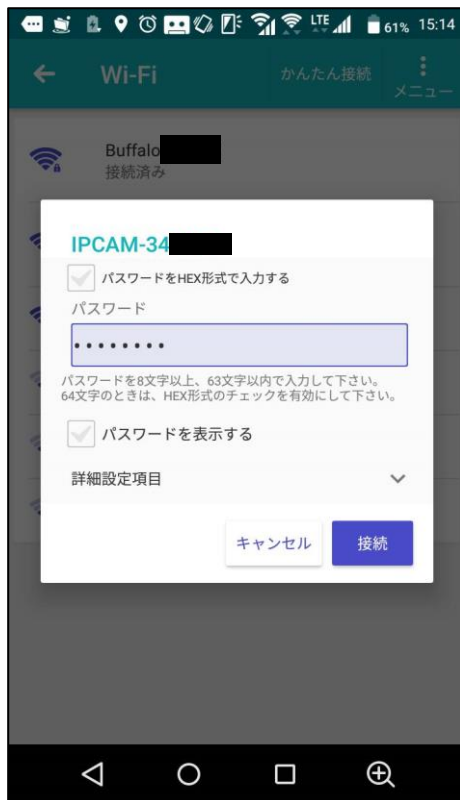 LTE 61% 15:14
Wi-Fi かんたん接続 メニュー
Buffalo
接続済み
IPCAM-34
パスワードをHEX形式で入力する
パスワード
••••••••
パスワードを8文字以上、63文字以内で入力して下さい。
64文字のときは、HEX形式のチェックを有効にして下さい。
パスワードを表示する
詳細設定項目
キャンセル 接続